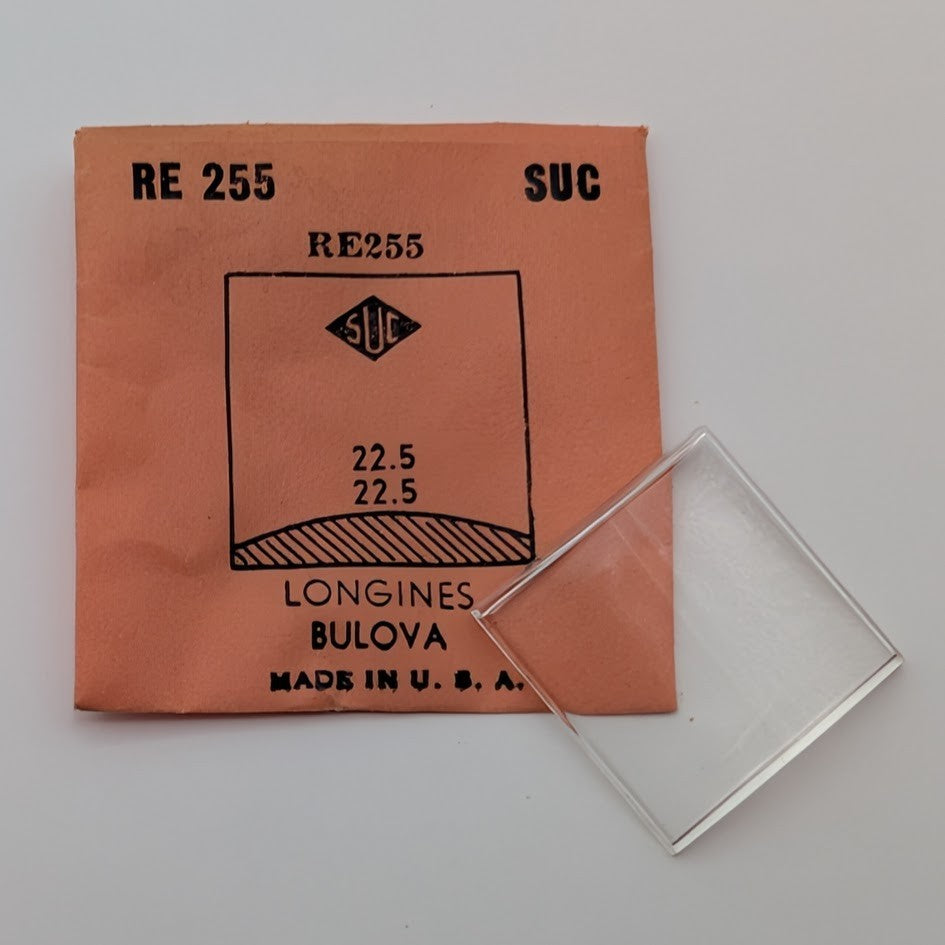 RE 255 SUC
RE255
SUC
22.5
22.5
LONGINES
BULOVA
MADE IN U. S. A.